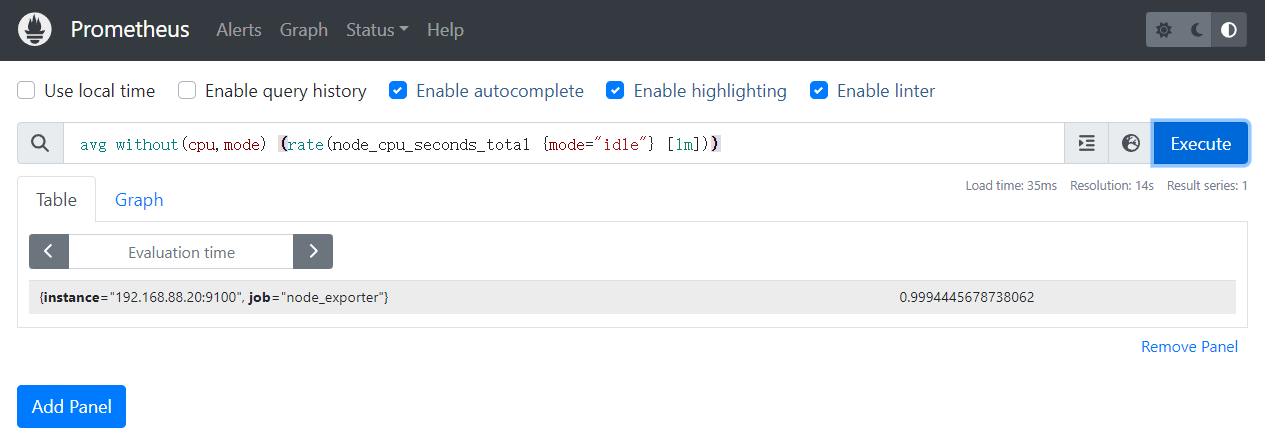 Prometheus Alerts Graph Status Help
Use local time Enable query history Enable autocomplete Enable highlighting Enable linter
avg without(cpu,mode) (rate(node_cpu_seconds_total {mode="idle"} [1m])) Execute
Load time: 35ms Resolution: 14s Result series: 1
Table Graph
Evaluation time
{instance="192.168.88.20:9100", job="node_exporter"} 0.9994445678738062
Remove Panel
Add Panel